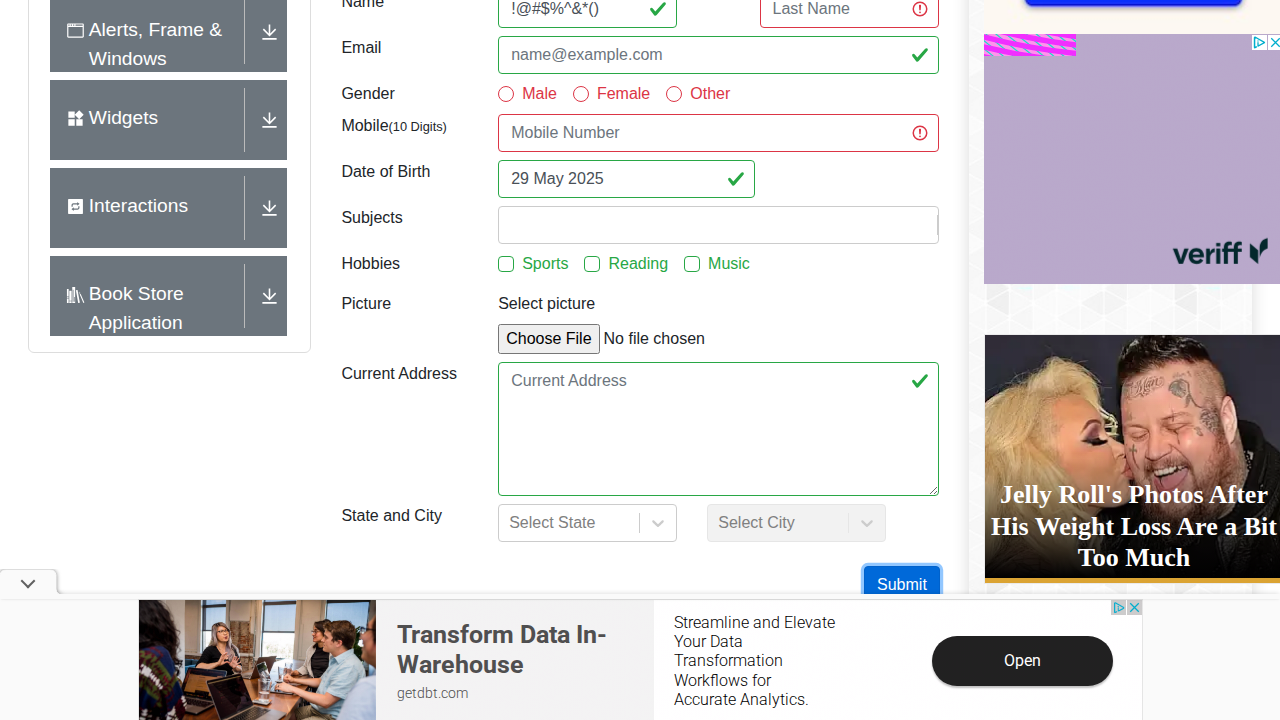 Alerts, Frame &
Windows
Widgets
Interactions
Book Store
Application
Name
!@#$%^&*()
Last Name
Email
name@example.com
Gender
Male
Female
Other
Mobile(10 Digits)
Mobile Number
Date of Birth
29 May 2025
Subjects
Hobbies
Sports
Reading
Music
Picture
Select picture
Choose File No file chosen
Current Address
Current Address
State and City
Select State
Select City
Submit
veriff
Jelly Roll's Photos After
His Weight Loss Are a Bit
Too Much
Transform Data In-
Warehouse
getdbt.com
Streamline and Elevate
Your Data
Transformation
Workflows for
Accurate Analytics.
Open